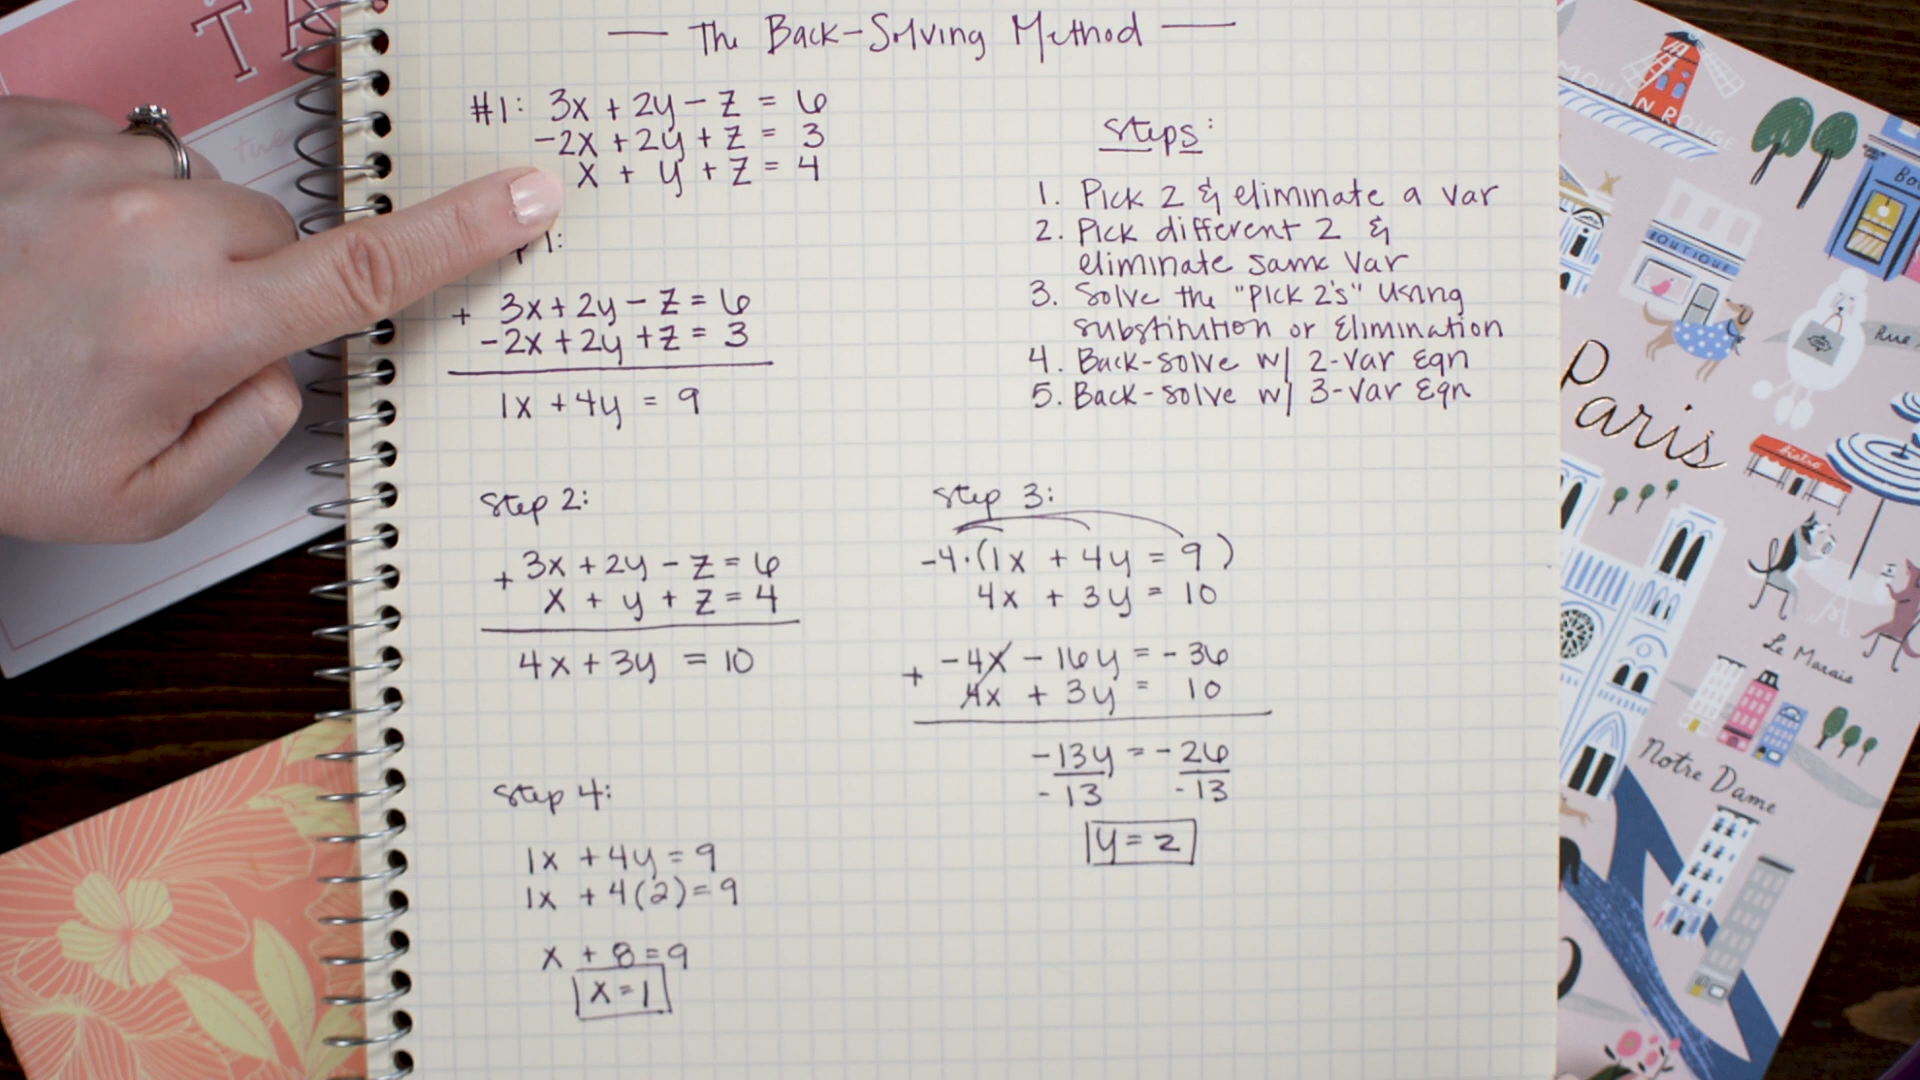 TA
— The Back-Solving Method —
#1: 3x + 2y - z = 6
-2x + 2y + z = 3
x + y + z = 4
Steps:
1. Pick 2 & eliminate a var
2. Pick different 2 &
eliminate same var
3. Solve the "pick 2's" using
substitution or Elimination
4. Back-solve w/ 2-var Eqn
5. Back-solve w/ 3-var Eqn
1:
+ 3x + 2y - z = 6
-2x + 2y + z = 3
1x + 4y = 9
Step 2:
+ 3x + 2y - z = 6
x + y + z = 4
4x + 3y = 10
Step 3:
-4·(1x + 4y = 9)
4x + 3y = 10
+ -4x - 16y = -36
4x + 3y = 10
-13y = -26
-13 -13
y = 2
Step 4:
1x + 4y = 9
1x + 4(2) = 9
x + 8 = 9
x = 1
MOULIN ROUGE
BOUTIQUE
Rue
Paris
Bistro
Le Marais
Notre Dame